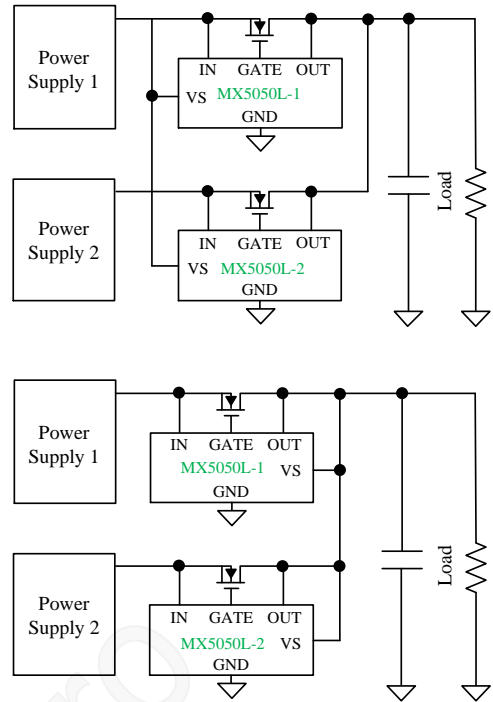 Power
Supply 1
IN GATE OUT
VS MX5050L-1
GND
Power
Supply 2
IN GATE OUT
VS MX5050L-2
GND
Load
Power
Supply 1
IN GATE OUT
MX5050L-1 VS
GND
Power
Supply 2
IN GATE OUT
MX5050L-2 VS
GND
Load